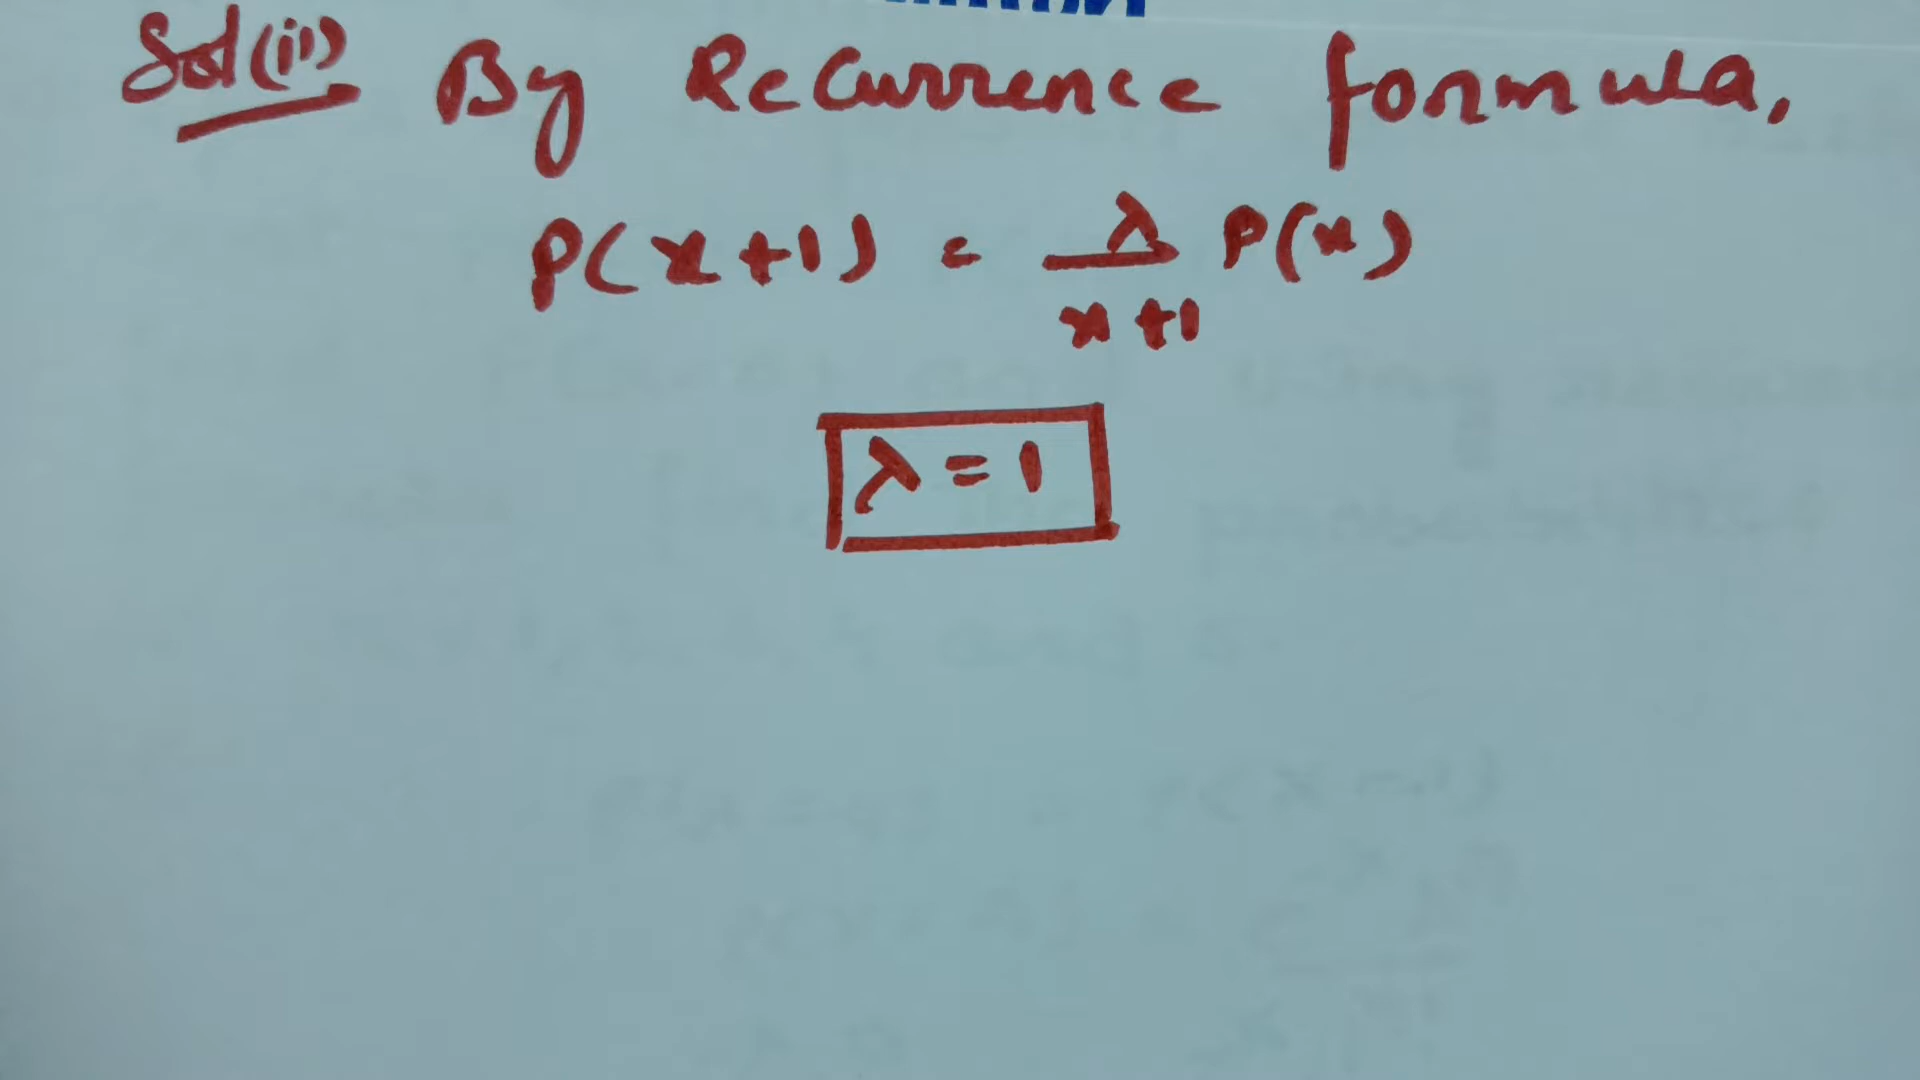 Sol(ii) By Recurrence formula,
P(x+1) = λ/x+1 P(x)
λ = 1